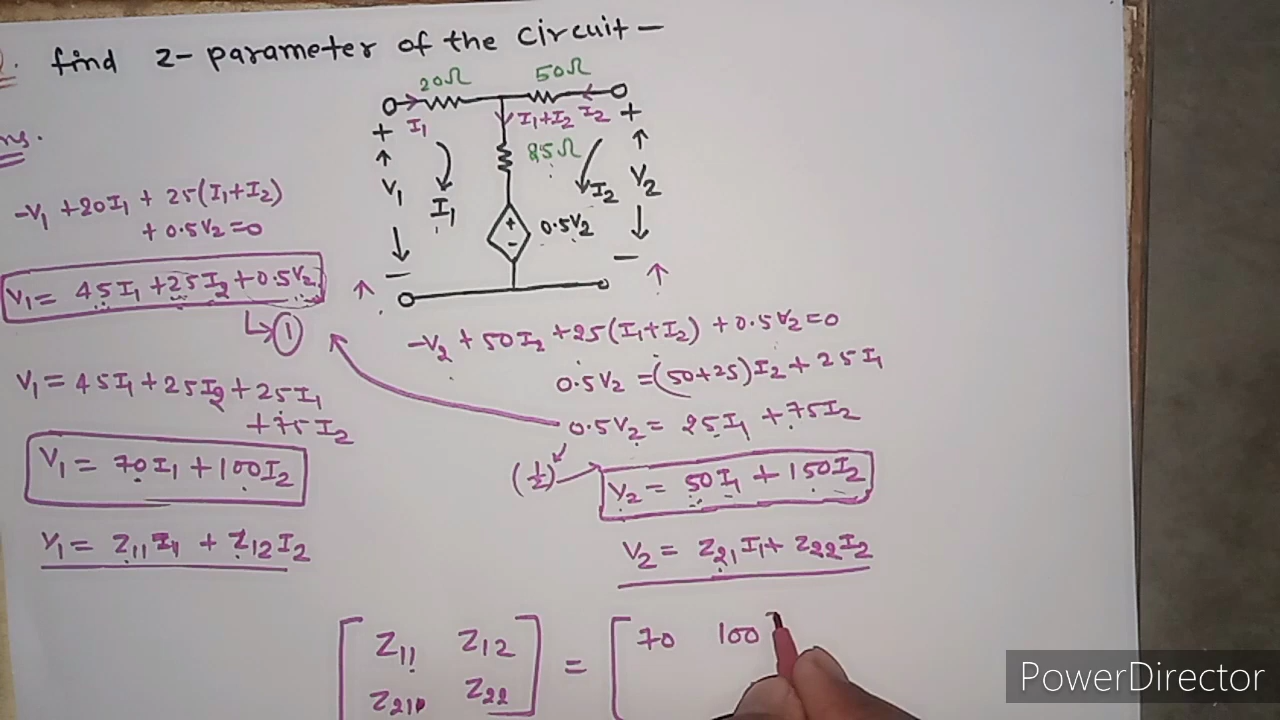 Q. find z-parameter of the circuit-
Ans.
20Ω 50Ω
I1 I1+I2 I2
25Ω
+ V1 -
I1
I2
+ V2 -
+ - 0.5V2
-V1 + 20I1 + 25(I1+I2)
+ 0.5V2=0
V1= 45I1 +25I2+0.5V2
↳ ①
V1= 45I1+25I2+25I1
+75I2
V1 = 70I1 + 100I2
V1= Z11I1 + Z12I2
-V2 + 50I2 +25(I1+I2) +0.5V2=0
0.5V2 =(50+25)I2+ 25I1
0.5V2= 25I1 +75I2
(1/2)
V2 = 50I1 + 150I2
V2 = Z21I1+ Z22I2
[Z11 Z12 = [70 100
Z21 Z22]
PowerDirector